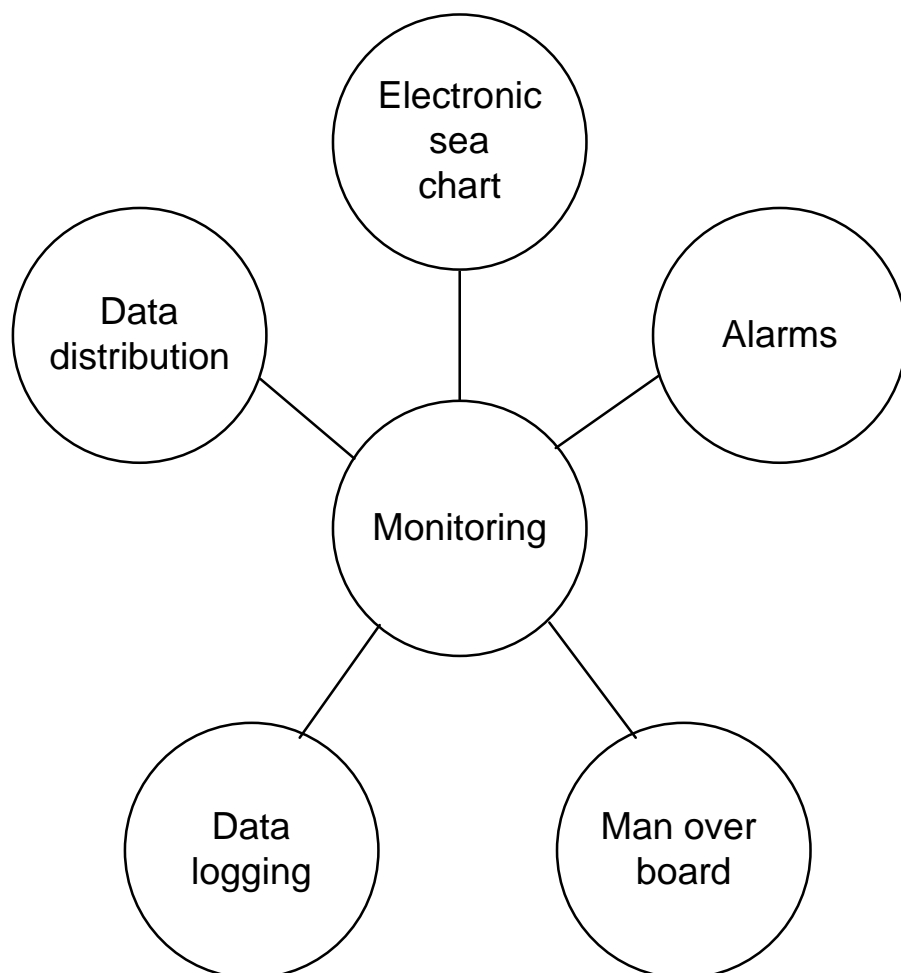 Electronic
sea
chart
Data
distribution
Alarms
Monitoring
Data
logging
Man over
board